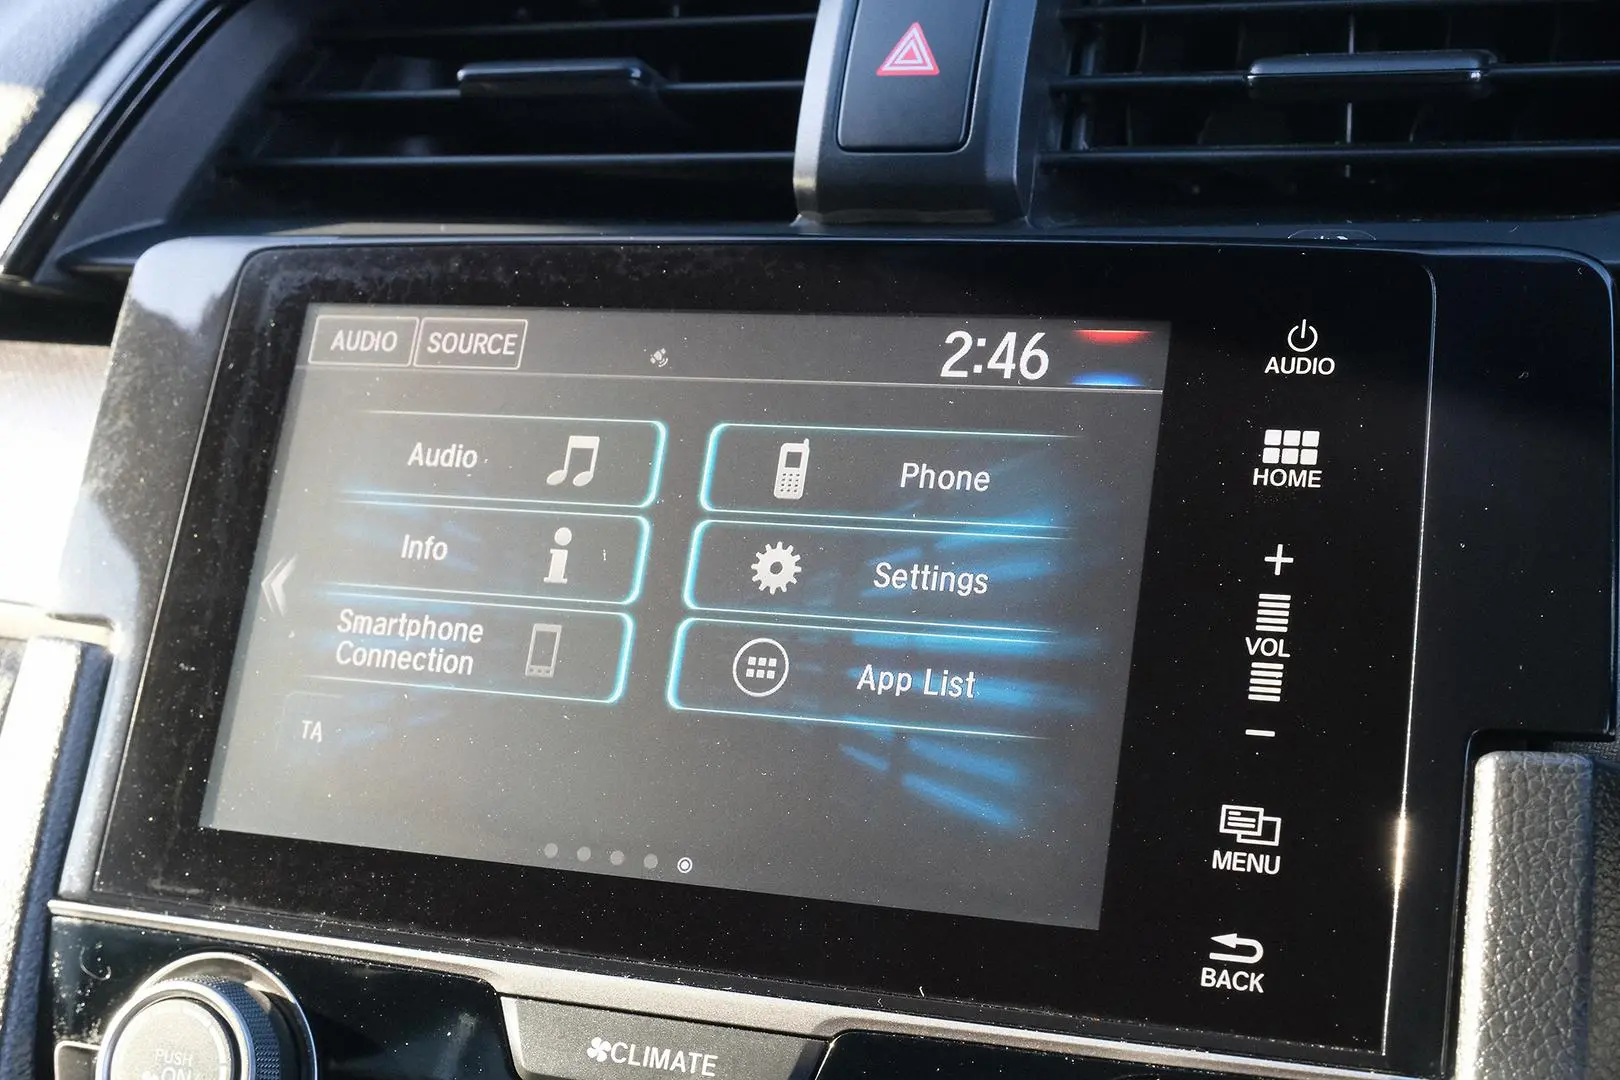 AUDIO SOURCE 2:46
AUDIO
Audio
Phone
HOME
Info
Settings
+
VOL
-
Smartphone
Connection
App List
TA
MENU
BACK
PUSH
ON
CLIMATE